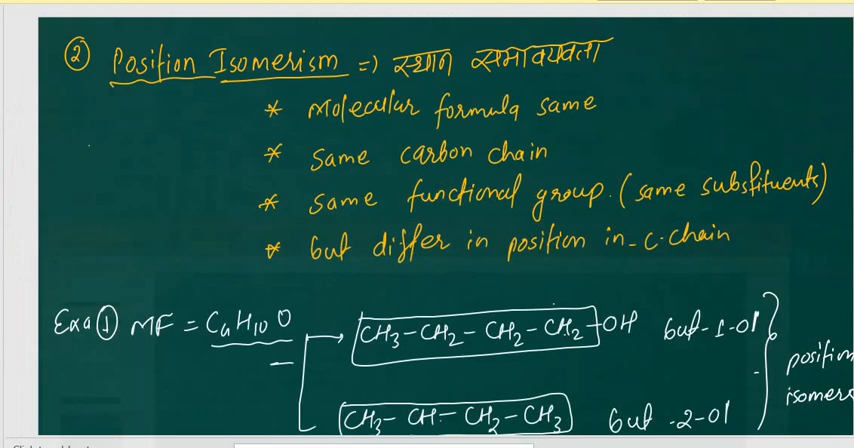 ② Position Isomerism => स्थान समावयवता
* Molecular formula same
* same carbon chain
* same functional group. (same substituents)
* but differ in position in - C-chain
Exa ① MF = C4H10O
CH3-CH2-CH2-CH2-OH but-1-ol
position
isomers
CH3-CH-CH2-CH3 but-2-ol